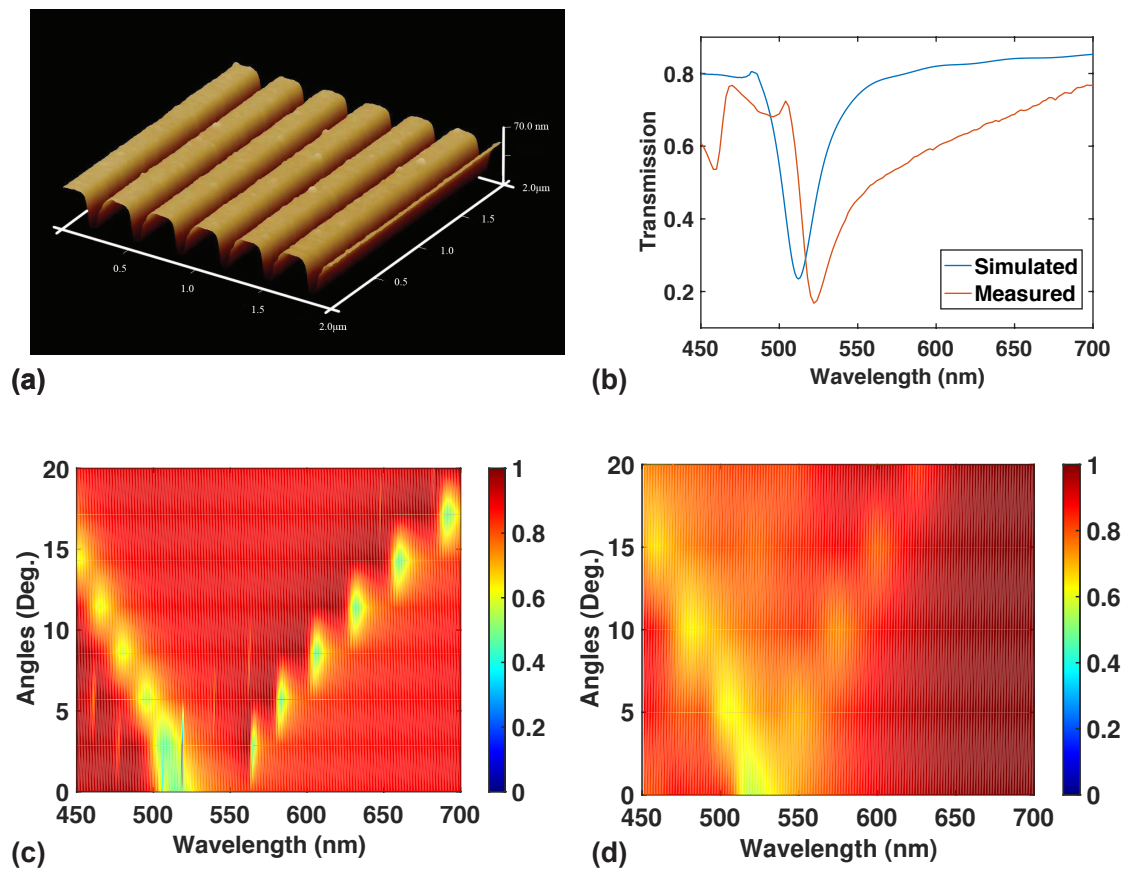 70.0 nm
2.0μm
1.5
1.0
0.5
0.5
1.0
1.5
2.0μm
(a)
0.8
0.6
0.4
0.2
Transmission
Simulated
Measured
450 500 550 600 650 700
Wavelength (nm)
(b)
20
15
10
5
0
Angles (Deg.)
450 500 550 600 650 700
Wavelength (nm)
1
0.8
0.6
0.4
0.2
0
(c)
20
15
10
5
0
Angles (Deg.)
450 500 550 600 650 700
Wavelength (nm)
1
0.8
0.6
0.4
0.2
0
(d)